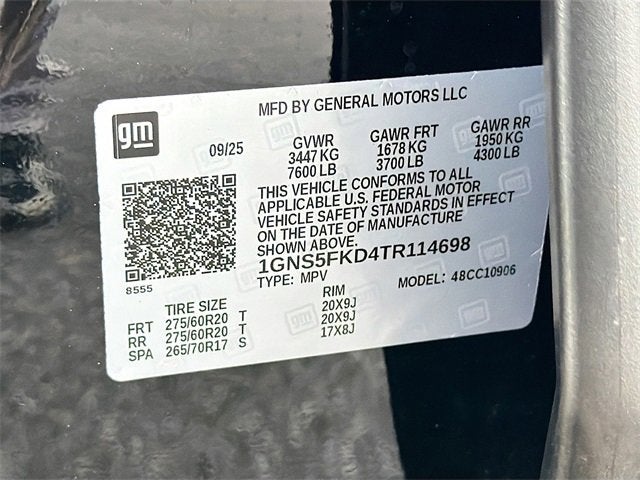 MFD BY GENERAL MOTORS LLC
gm
09/25
GVWR GAWR FRT GAWR RR
3447 KG 1678 KG 1950 KG
7600 LB 3700 LB 4300 LB
THIS VEHICLE CONFORMS TO ALL
APPLICABLE U.S. FEDERAL MOTOR
VEHICLE SAFETY STANDARDS IN EFFECT
ON THE DATE OF MANUFACTURE
SHOWN ABOVE.
1GNS5FKD4TR114698
8555
TYPE: MPV MODEL: 48CC10906
TIRE SIZE RIM
FRT 275/60R20 T 20X9J
RR 275/60R20 T 20X9J
SPA 265/70R17 S 17X8J